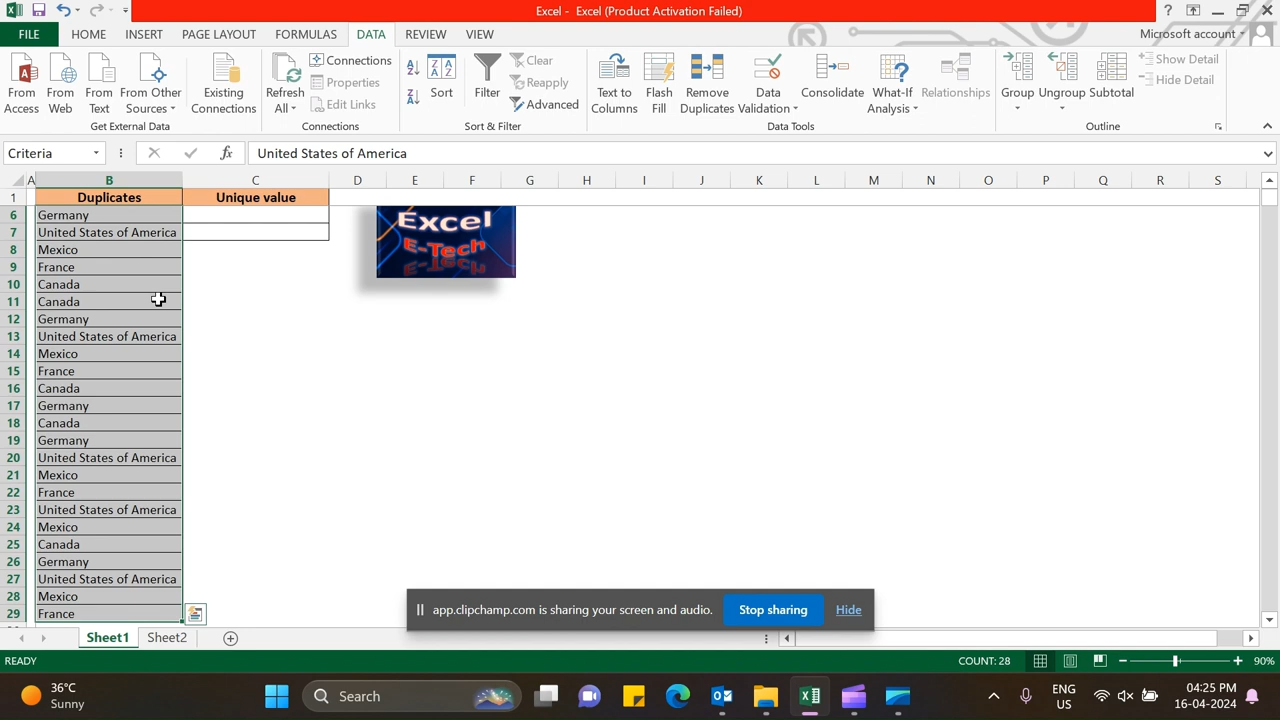 Excel - Excel (Product Activation Failed)
FILE HOME INSERT PAGE LAYOUT FORMULAS DATA REVIEW VIEW Microsoft account
From Access
From Web
From Text
From Other Sources
Existing Connections
Get External Data
Refresh All
Connections
Properties
Edit Links
Connections
Sort
Filter
Clear
Reapply
Advanced
Sort & Filter
Text to Columns
Flash Fill
Remove Duplicates
Data Validation
Consolidate
What-If Analysis
Relationships
Data Tools
Group
Ungroup
Subtotal
Show Detail
Hide Detail
Outline
Criteria fx United States of America
A B C D E F G H I J K L M N O P Q R S
1 Duplicates Unique value
6 Germany
7 United States of America
8 Mexico
9 France
10 Canada
11 Canada
12 Germany
13 United States of America
14 Mexico
15 France
16 Canada
17 Germany
18 Canada
19 Germany
20 United States of America
21 Mexico
22 France
23 United States of America
24 Mexico
25 Canada
26 Germany
27 United States of America
28 Mexico
29 France
Excel
E-Tech
app.clipchamp.com is sharing your screen and audio. Stop sharing Hide
Sheet1 Sheet2
READY COUNT: 28 90%
36°C
Sunny
Search
ENG
US
04:25 PM
16-04-2024